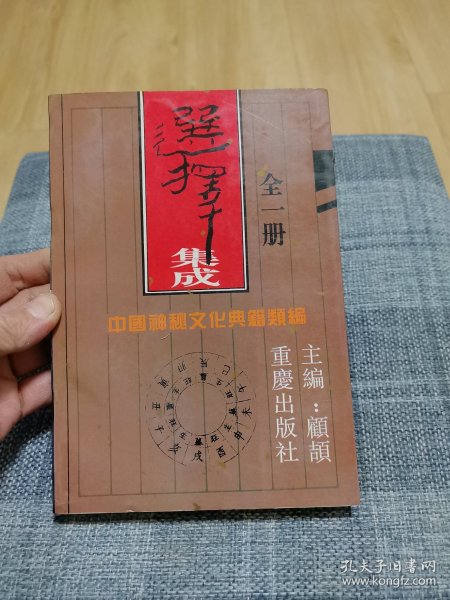 選擇
集成
全一册
中國神秘文化典籍類編
主編：顧頡
重慶出版社
孔夫子旧书网
www.kongfz.com